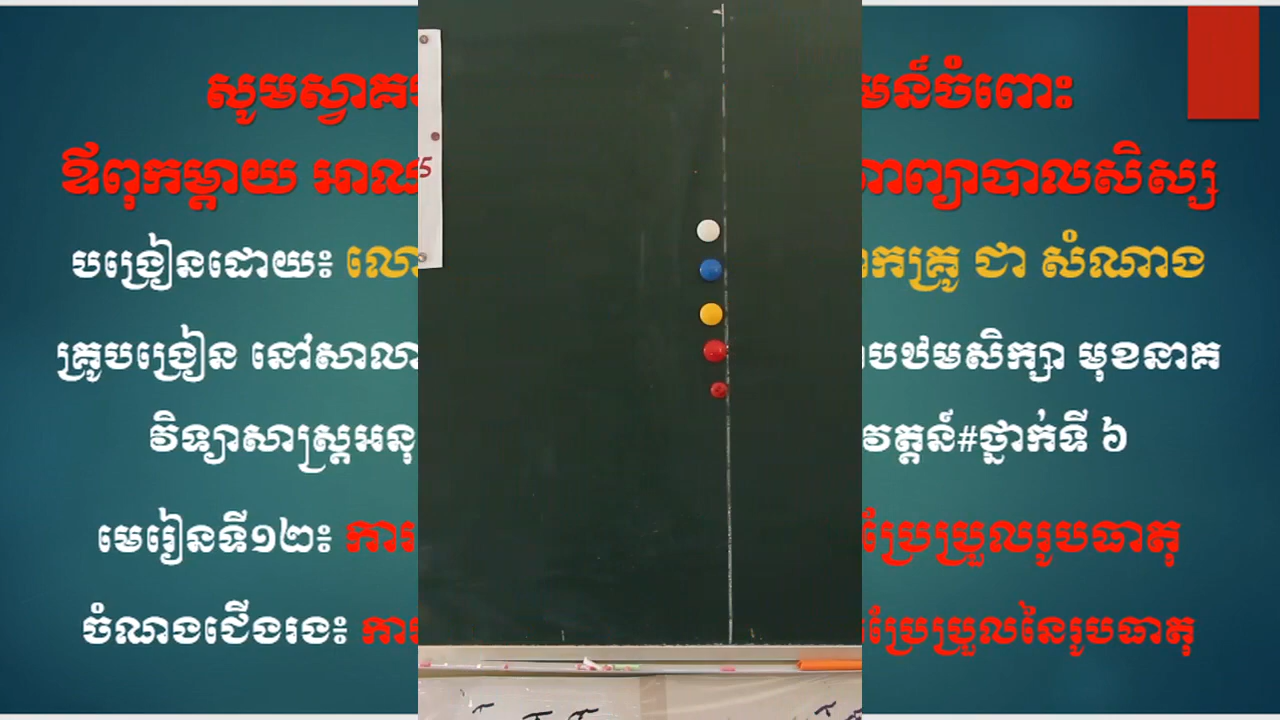 សូមស្វាគ មន៍ចំពោះ
ឪពុកម្តាយ អាណ ព្យាបាលសិស្ស
បង្រៀនដោយ៖ លោ កគ្រូ ជា សំណាង
គ្រូបង្រៀន នៅសាលា បឋមសិក្សា មុខនាគ
វិទ្យាសាស្ត្រអនុ វត្តន៍#ថ្នាក់ទី ៦
មេរៀនទី១២៖ ការ ប្រែប្រួលរូបធាតុ
ចំណងជើងរង៖ ការ ប្រែប្រួលនៃរូបធាតុ
5